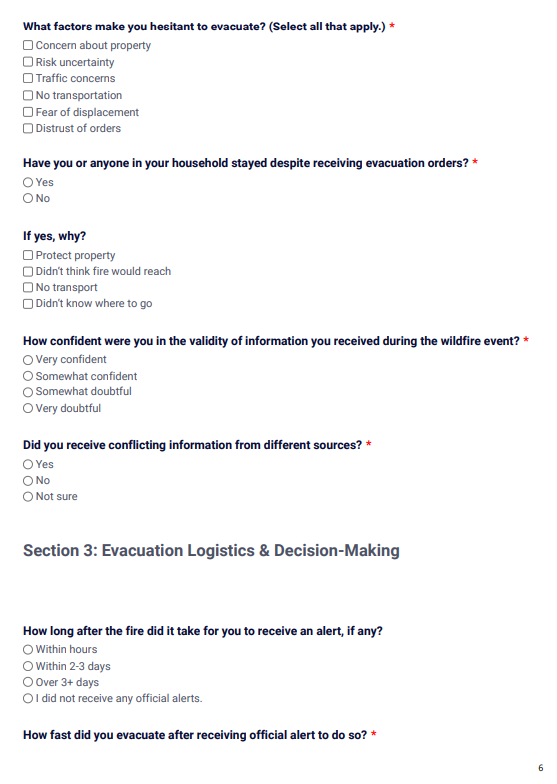 What factors make you hesitant to evacuate? (Select all that apply.) *
Concern about property
Risk uncertainty
Traffic concerns
No transportation
Fear of displacement
Distrust of orders
Have you or anyone in your household stayed despite receiving evacuation orders? *
Yes
No
If yes, why?
Protect property
Didn't think fire would reach
No transport
Didn't know where to go
How confident were you in the validity of information you received during the wildfire event? *
Very confident
Somewhat confident
Somewhat doubtful
Very doubtful
Did you receive conflicting information from different sources? *
Yes
No
Not sure
Section 3: Evacuation Logistics & Decision-Making
How long after the fire did it take for you to receive an alert, if any?
Within hours
Within 2-3 days
Over 3+ days
I did not receive any official alerts.
How fast did you evacuate after receiving official alert to do so? *
6